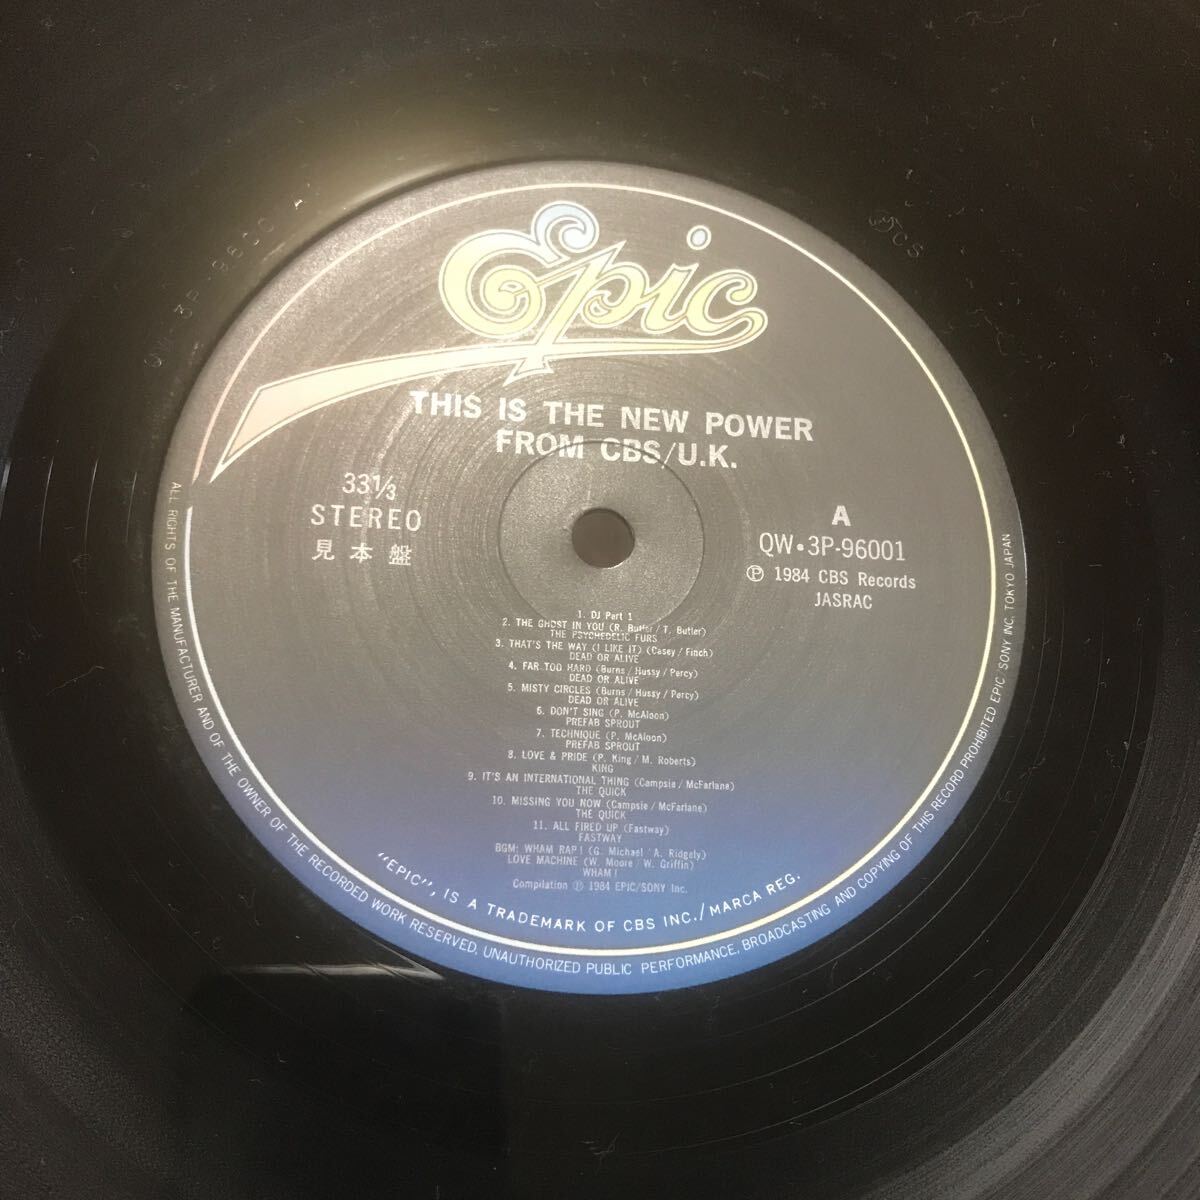 Epic
THIS IS THE NEW POWER
FROM CBS/U.K.
33⅓
STEREO
見本盤
A
QW•3P-96001
Ⓟ 1984 CBS Records
JASRAC
1. DJ Part 1
2. THE GHOST IN YOU (R. Butler / T. Butler)
THE PSYCHEDELIC FURS
3. THAT'S THE WAY (I LIKE IT) (Casey / Finch)
DEAD OR ALIVE
4. FAR TOO HARD (Burns / Hussy / Percy)
DEAD OR ALIVE
5. MISTY CIRCLES (Burns / Hussy / Percy)
DEAD OR ALIVE
6. DON'T SING (P. McAloon)
PREFAB SPROUT
7. TECHNIQUE (P. McAloon)
PREFAB SPROUT
8. LOVE & PRIDE (P. King / M. Roberts)
KING
9. IT'S AN INTERNATIONAL THING (Campsie / McFarlane)
THE QUICK
10. MISSING YOU NOW (Campsie / McFarlane)
THE QUICK
11. ALL FIRED UP (Fastway)
FASTWAY
BGM: WHAM RAP! (G. Michael / A. Ridgely)
LOVE MACHINE (W. Moore / W. Griffin)
WHAM!
Compilation Ⓟ 1984 EPIC/SONY Inc.
"EPIC", IS A TRADEMARK OF CBS INC./MARCA REG.
ALL RIGHTS OF THE MANUFACTURER AND OF THE OWNER OF THE RECORDED WORK RESERVED. UNAUTHORIZED PUBLIC PERFORMANCE, BROADCASTING AND COPYING OF THIS RECORD PROHIBITED EPIC/SONY INC. TOKYO JAPAN